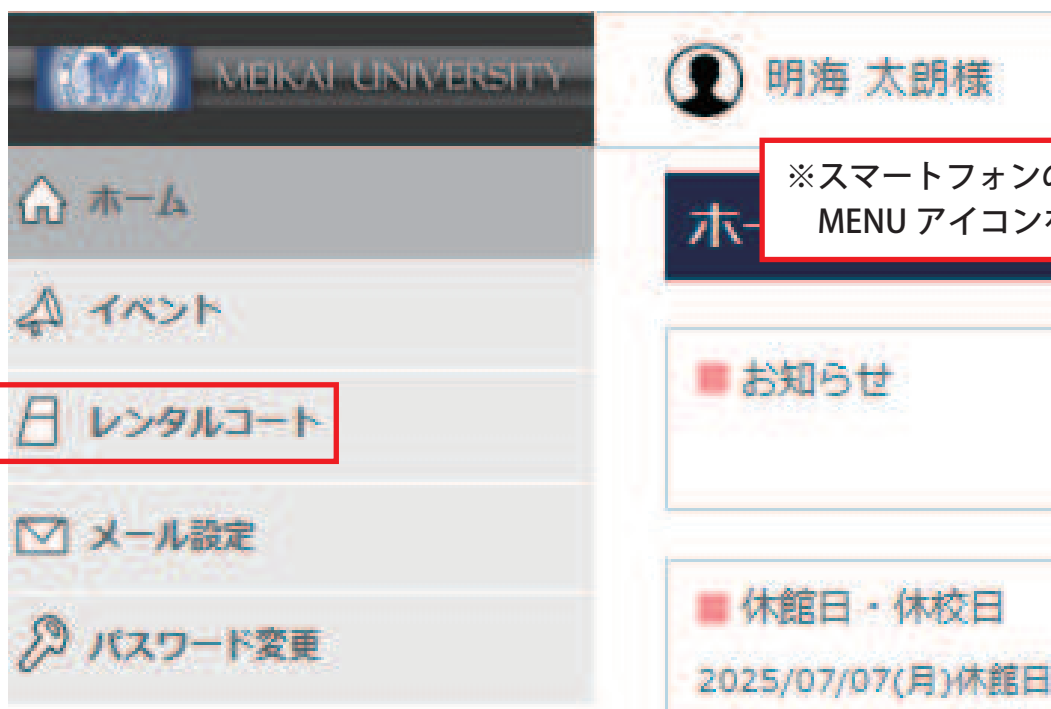 MEIKAI UNIVERSITY
明海 太朗様
ホーム
イベント
レンタルコート
メール設定
パスワード変更
※スマートフォンの
MENU アイコンを
ホー
■お知らせ
■休館日・休校日
2025/07/07(月)休館日